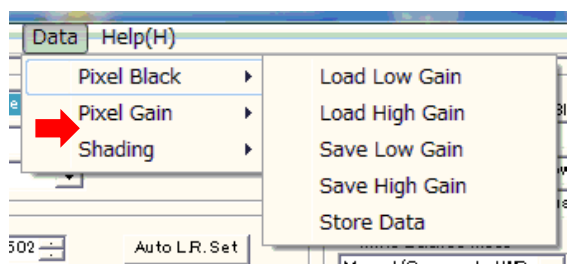 Data Help(H)
Pixel Black
Pixel Gain
Shading
Load Low Gain
Load High Gain
Save Low Gain
Save High Gain
Store Data
502
Auto L.R. Set